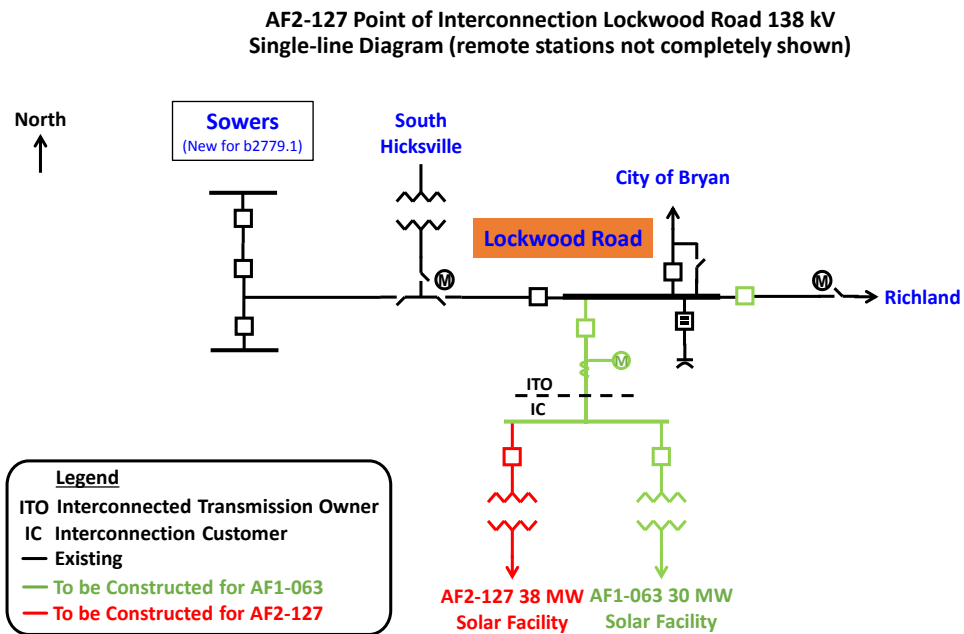 AF2-127 Point of Interconnection Lockwood Road 138 kV
Single-line Diagram (remote stations not completely shown)
North
Sowers
(New for b2779.1)
South
Hicksville
City of Bryan
Lockwood Road
M
M
Richland
M
ITO
IC
Legend
ITO Interconnected Transmission Owner
IC Interconnection Customer
Existing
To be Constructed for AF1-063
To be Constructed for AF2-127
AF2-127 38 MW
Solar Facility
AF1-063 30 MW
Solar Facility